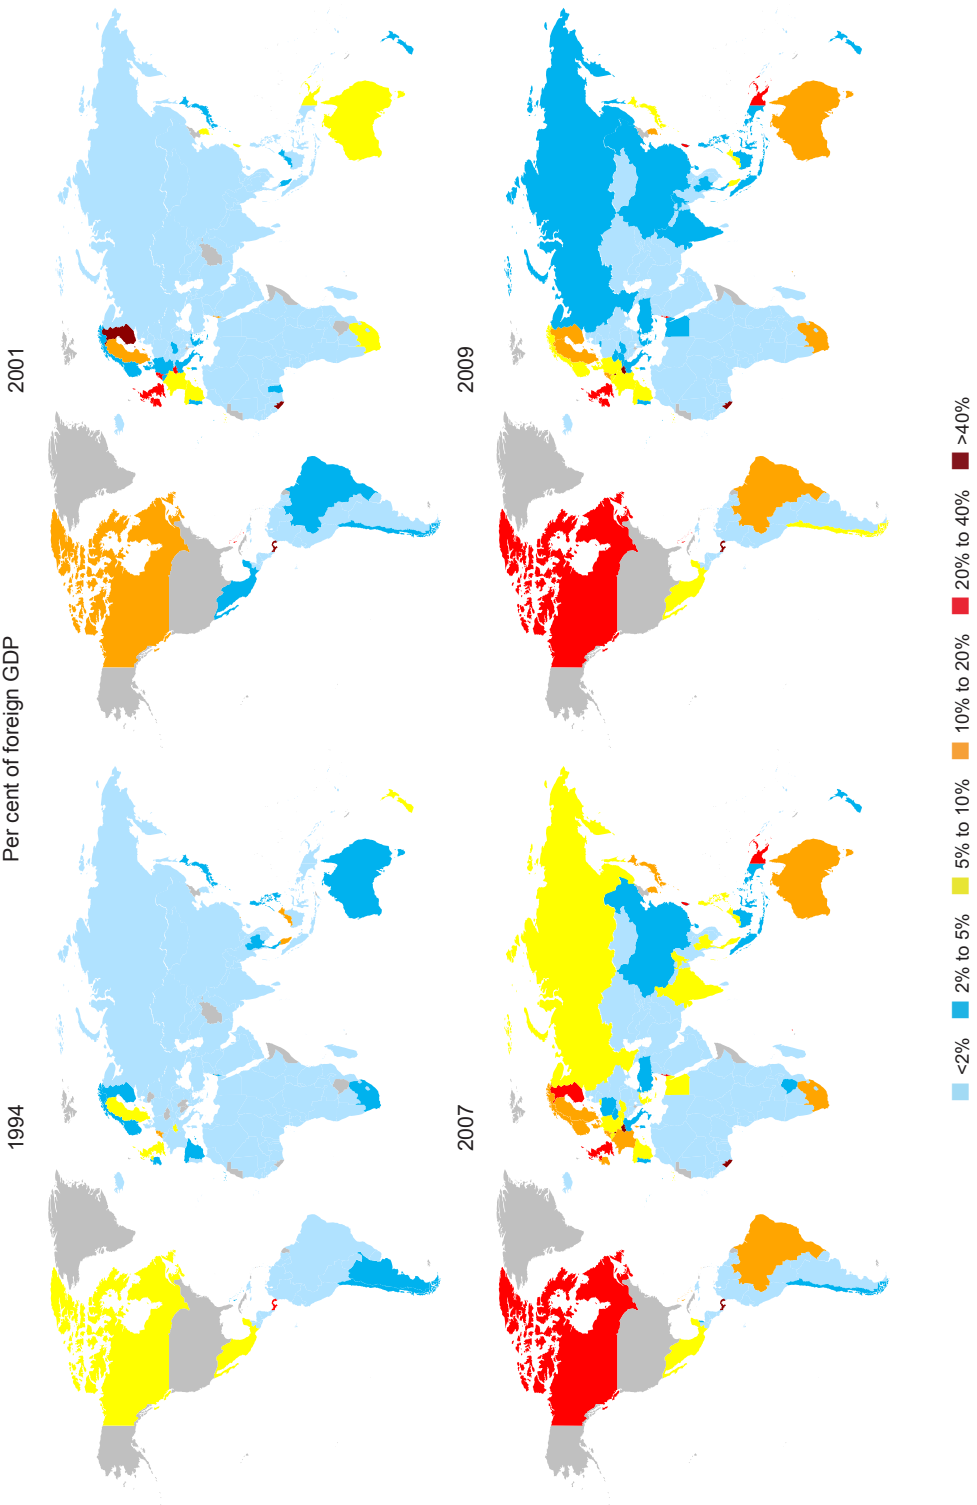 Per cent of foreign GDP
1994
2001
2007
2009
<2%
2% to 5%
5% to 10%
10% to 20%
20% to 40%
>40%